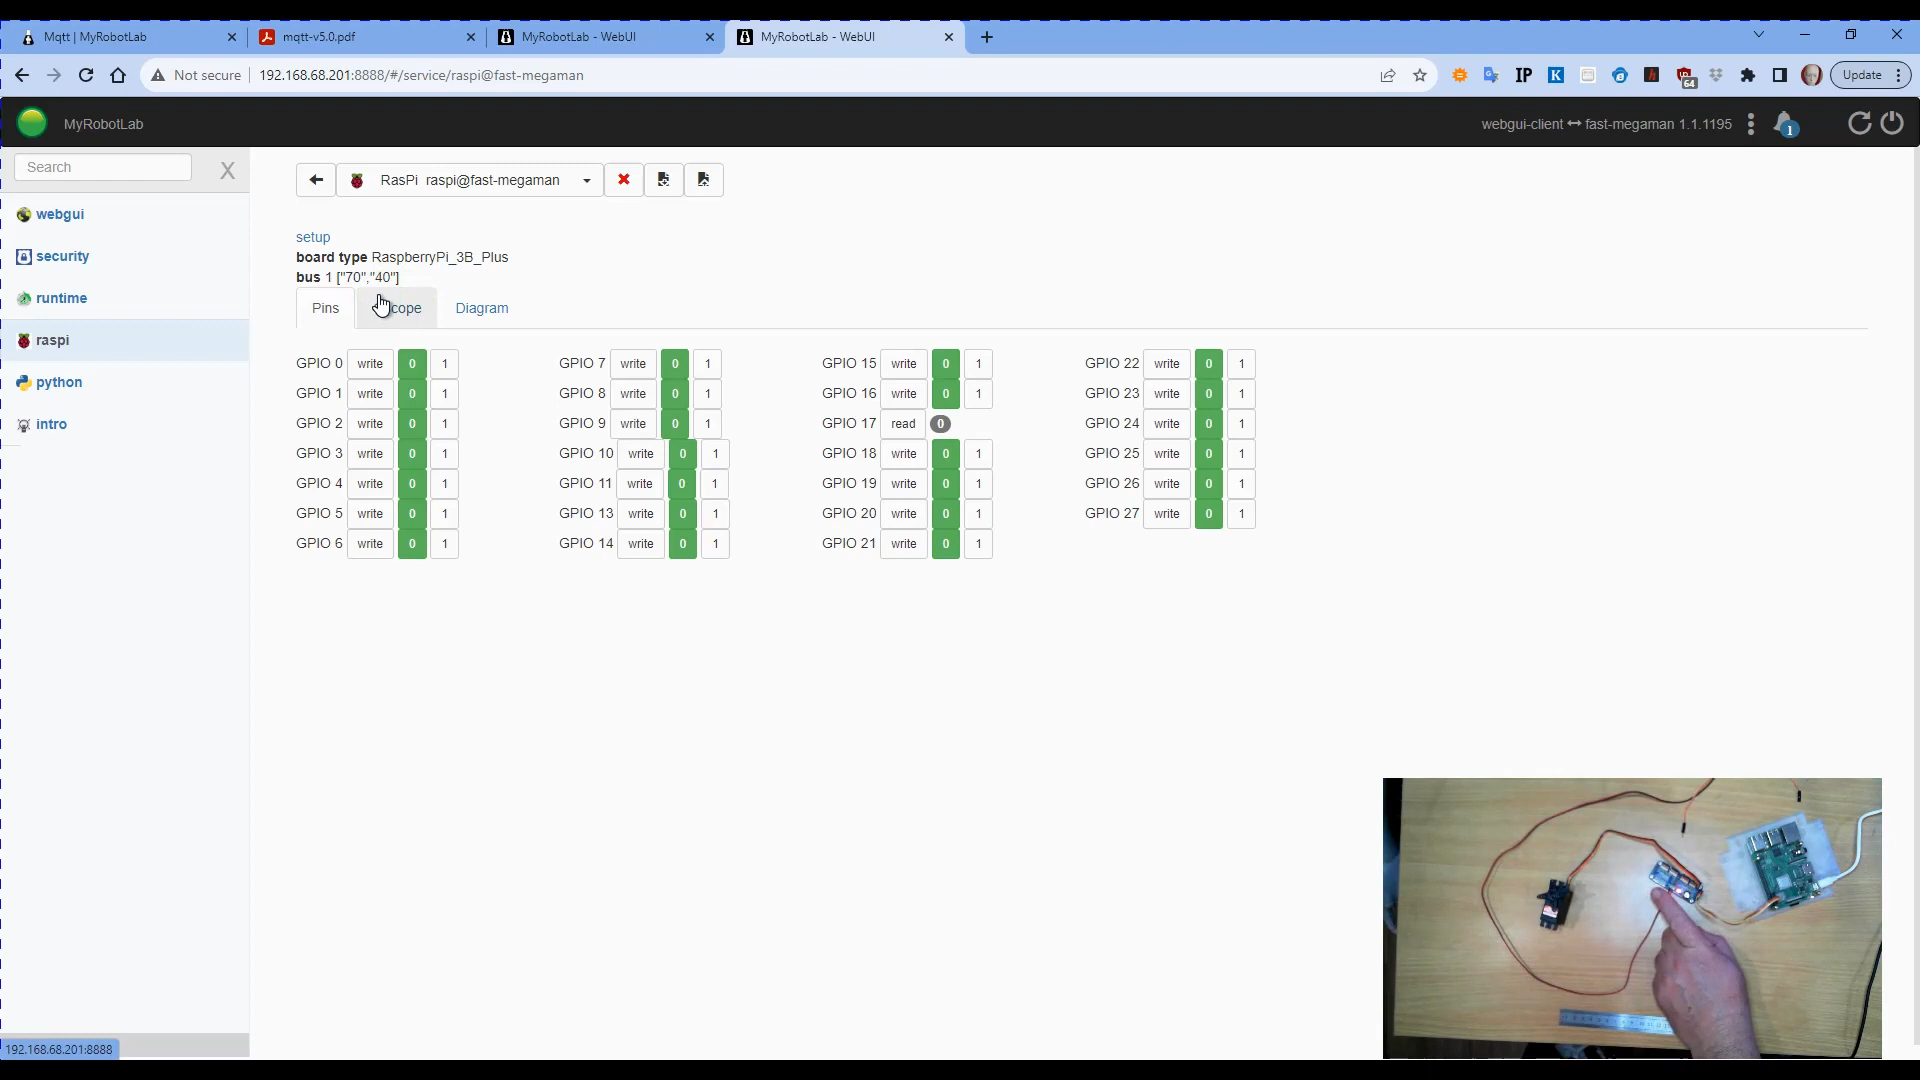 Mqtt | MyRobotLab
mqtt-v5.0.pdf
MyRobotLab - WebUI
MyRobotLab - WebUI
Not secure
192.168.68.201:8888/#/service/raspi@fast-megaman
IP
K
64
Update
MyRobotLab
webgui-client ↔ fast-megaman 1.1.1195
1
Search
X
RasPi raspi@fast-megaman
webgui
security
runtime
raspi
python
intro
setup
board type RaspberryPi_3B_Plus
bus 1 ["70","40"]
Pins
cope
Diagram
GPIO 0 write 0 1
GPIO 1 write 0 1
GPIO 2 write 0 1
GPIO 3 write 0 1
GPIO 4 write 0 1
GPIO 5 write 0 1
GPIO 6 write 0 1
GPIO 7 write 0 1
GPIO 8 write 0 1
GPIO 9 write 0 1
GPIO 10 write 0 1
GPIO 11 write 0 1
GPIO 13 write 0 1
GPIO 14 write 0 1
GPIO 15 write 0 1
GPIO 16 write 0 1
GPIO 17 read 0
GPIO 18 write 0 1
GPIO 19 write 0 1
GPIO 20 write 0 1
GPIO 21 write 0 1
GPIO 22 write 0 1
GPIO 23 write 0 1
GPIO 24 write 0 1
GPIO 25 write 0 1
GPIO 26 write 0 1
GPIO 27 write 0 1
192.168.68.201:8888